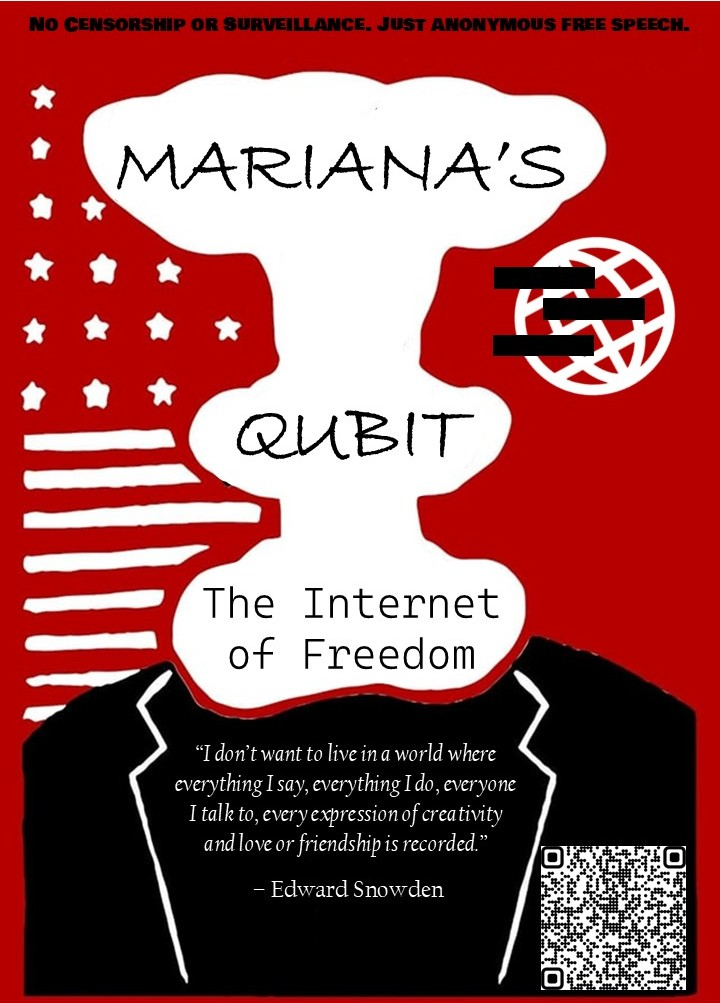 No Censorship or Surveillance. Just anonymous free speech.
MARIANA'S
QUBIT
The Internet
of Freedom
“I don’t want to live in a world where
everything I say, everything I do, everyone
I talk to, every expression of creativity
and love or friendship is recorded.”
– Edward Snowden